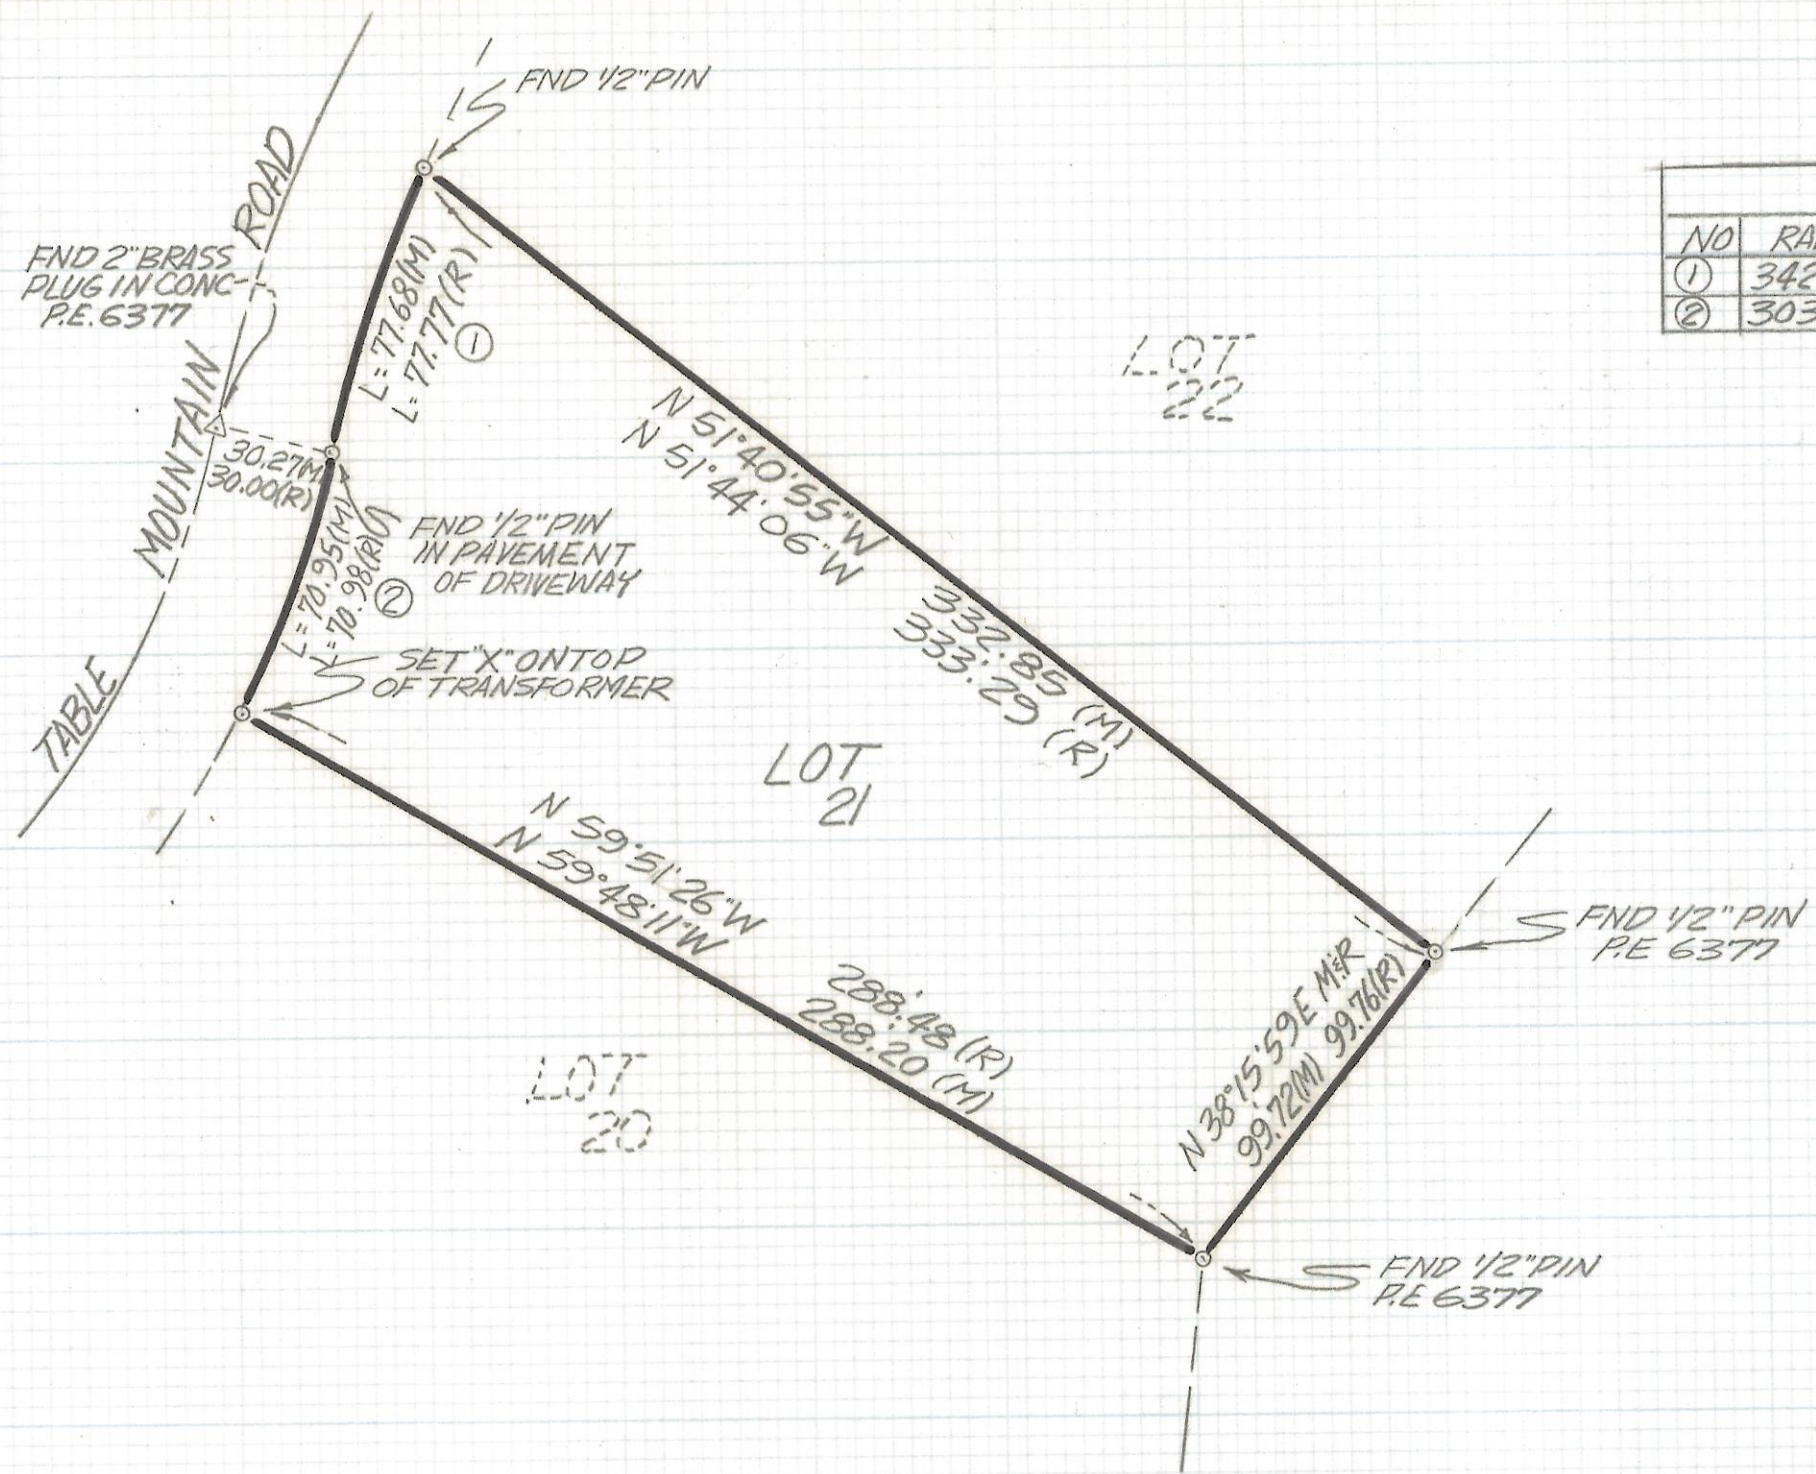 FND 1/2" PIN
TABLE MOUNTAIN ROAD
FND 2" BRASS
PLUG IN CONC
P.E. 6377
30.27(M)
30.00(R)
L=77.68(M)
L=77.77(R)
1
L=70.95(M)
L=70.98(R)
2
FND 1/2" PIN
IN PAVEMENT
OF DRIVEWAY
SET "X" ON TOP
OF TRANSFORMER
N 51°40'55"W
N 51°44'06"W
332.85 (M)
333.29 (R)
LOT
22
NO
1 342
2 303
LOT
21
N 59°51'26"W
N 59°48'11"W
288.48 (R)
288.20 (M)
LOT
20
N 38°15'59E M&R
99.72(M) 99.76(R)
FND 1/2" PIN
P.E 6377
FND 1/2" PIN
P.E 6377